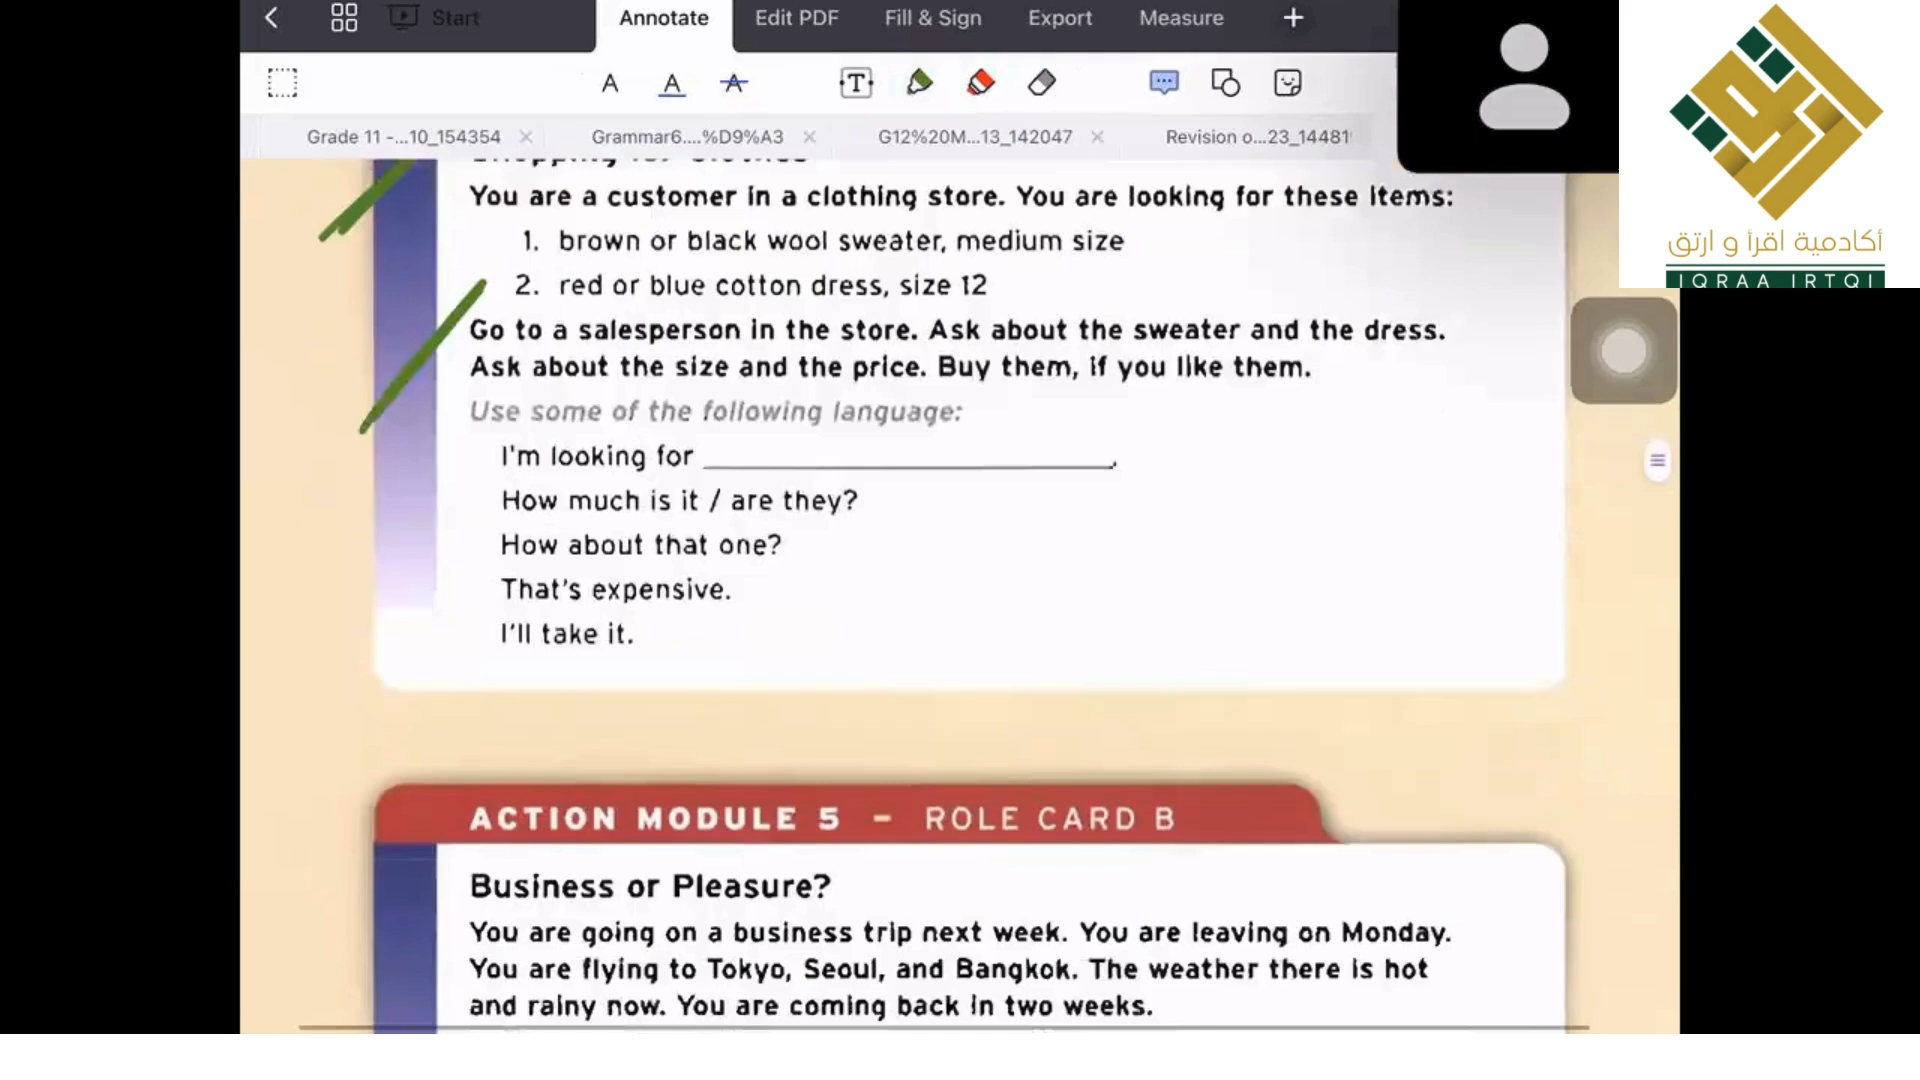 Start
Annotate
Edit PDF
Fill & Sign
Export
Measure
Grade 11 -...10_154354
Grammar6....%D9%A3
G12%20M...13_142047
Revision o...23_14481
أكادمية اقرأ و ارتق
IQRAA IRTQI
Shopping for Clothes
You are a customer in a clothing store. You are looking for these items:
1. brown or black wool sweater, medium size
2. red or blue cotton dress, size 12
Go to a salesperson in the store. Ask about the sweater and the dress.
Ask about the size and the price. Buy them, if you like them.
Use some of the following language:
I'm looking for ______________________.
How much is it / are they?
How about that one?
That's expensive.
I'll take it.
ACTION MODULE 5 – ROLE CARD B
Business or Pleasure?
You are going on a business trip next week. You are leaving on Monday.
You are flying to Tokyo, Seoul, and Bangkok. The weather there is hot
and rainy now. You are coming back in two weeks.